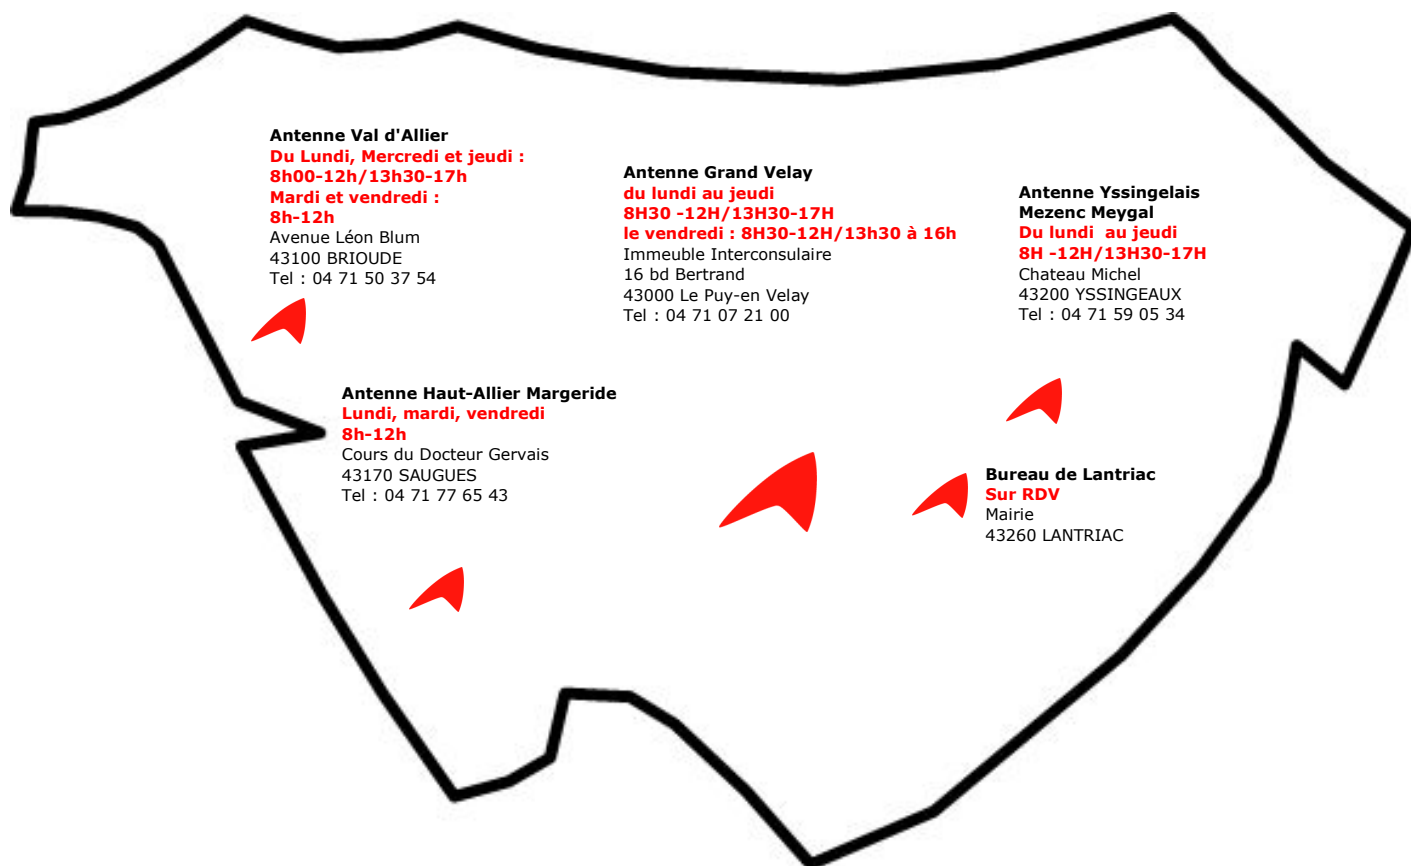 Antenne Val d'Allier
Du Lundi, Mercredi et jeudi :
8h00-12h/13h30-17h
Mardi et vendredi :
8h-12h
Avenue Léon Blum
43100 BRIOUDE
Tel : 04 71 50 37 54
Antenne Grand Velay
du lundi au jeudi
8H30 -12H/13H30-17H
le vendredi : 8H30-12H/13h30 à 16h
Immeuble Interconsulaire
16 bd Bertrand
43000 Le Puy-en Velay
Tel : 04 71 07 21 00
Antenne Yssingelais
Mezenc Meygal
Du lundi  au jeudi
8H -12H/13H30-17H
Chateau Michel
43200 YSSINGEAUX
Tel : 04 71 59 05 34
Antenne Haut-Allier Margeride
Lundi, mardi, vendredi
8h-12h
Cours du Docteur Gervais
43170 SAUGUES
Tel : 04 71 77 65 43
Bureau de Lantriac
Sur RDV
Mairie
43260 LANTRIAC